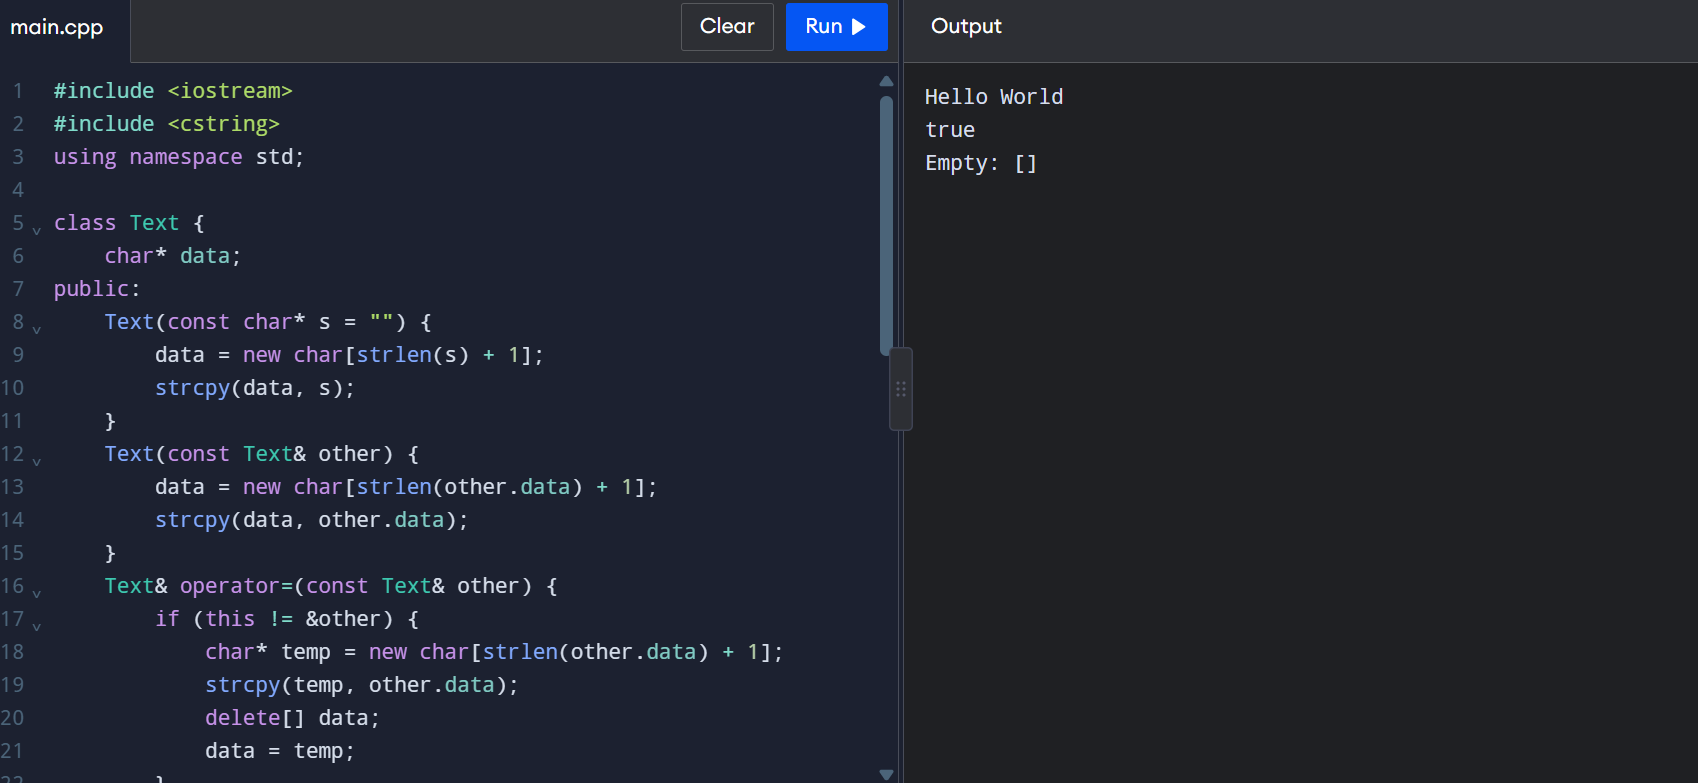 main.cpp
Clear
Run
Output
1 #include <iostream>
2 #include <cstring>
3 using namespace std;
4
5 class Text {
6     char* data;
7 public:
8     Text(const char* s = "") {
9         data = new char[strlen(s) + 1];
10         strcpy(data, s);
11     }
12     Text(const Text& other) {
13         data = new char[strlen(other.data) + 1];
14         strcpy(data, other.data);
15     }
16     Text& operator=(const Text& other) {
17         if (this != &other) {
18             char* temp = new char[strlen(other.data) + 1];
19             strcpy(temp, other.data);
20             delete[] data;
21             data = temp;
22         }
Hello World
true
Empty: []